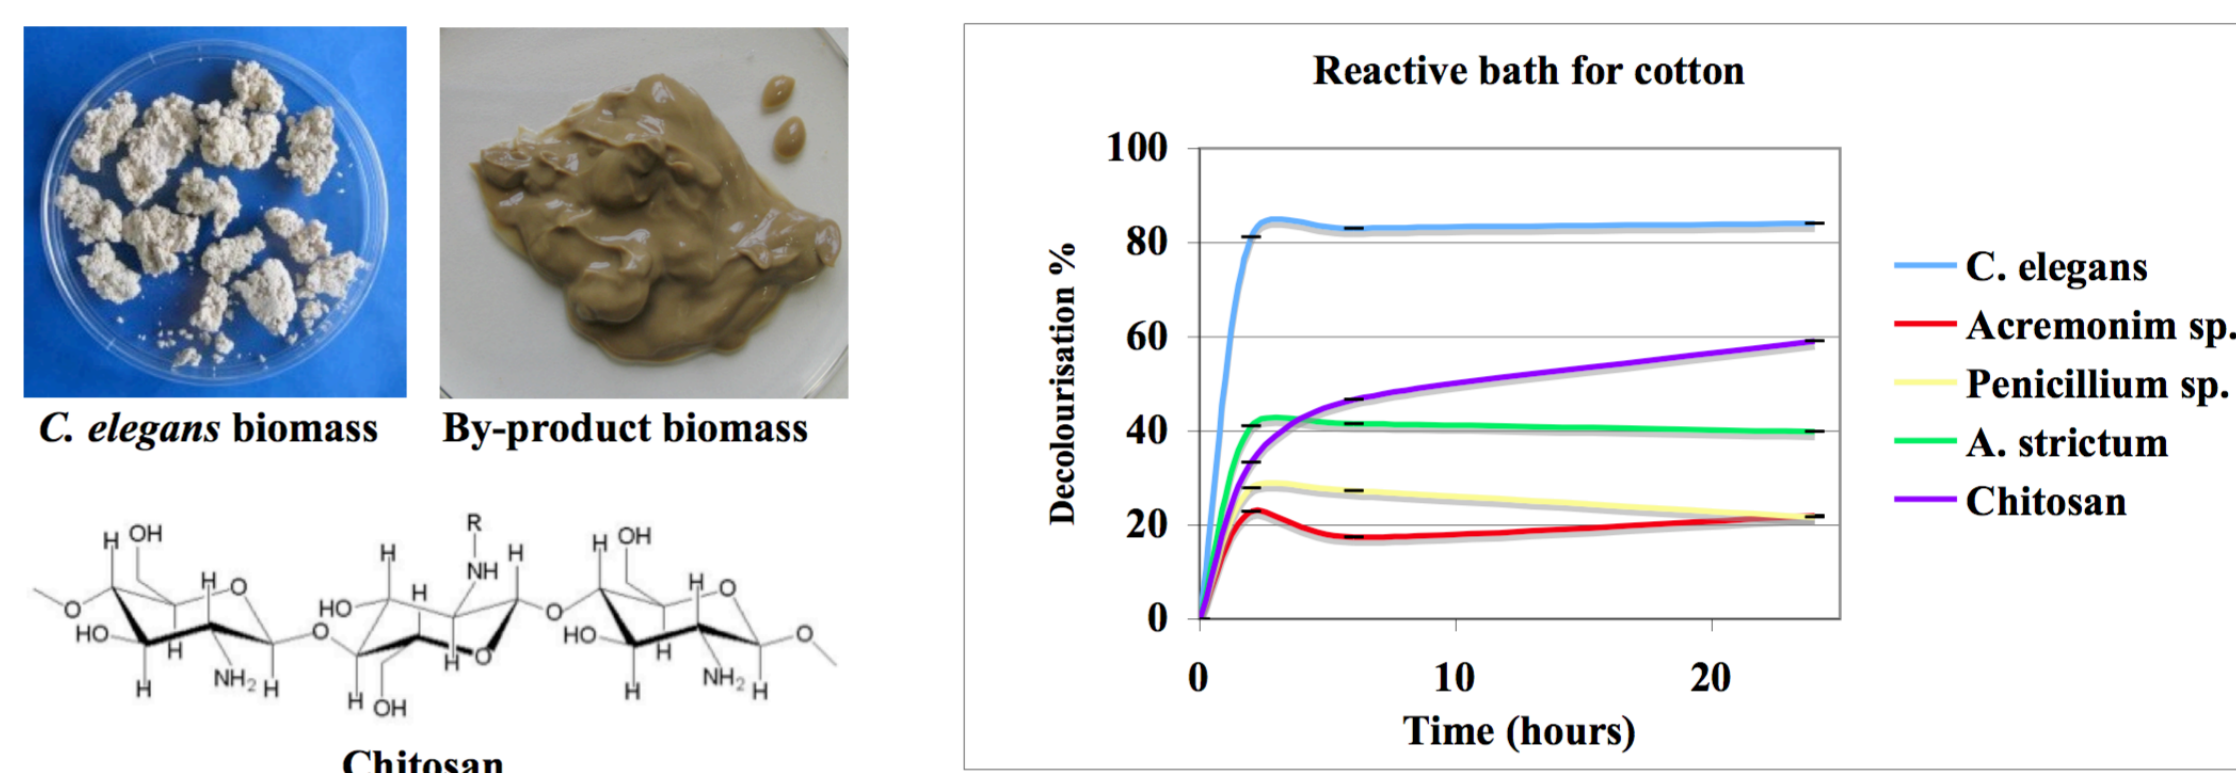 C. elegans biomass
By-product biomass
H OH
H O
O
HO
H
H
NH2 H
O
R
NH
H
H
H
HO
H
O
H
OH
O
H OH
H O
HO
H
H
NH2 H
O
Chitosan
Reactive bath for cotton
Decolourisation %
100
80
60
40
20
0
0 10 20
Time (hours)
C. elegans
Acremonim sp.
Penicillium sp.
A. strictum
Chitosan